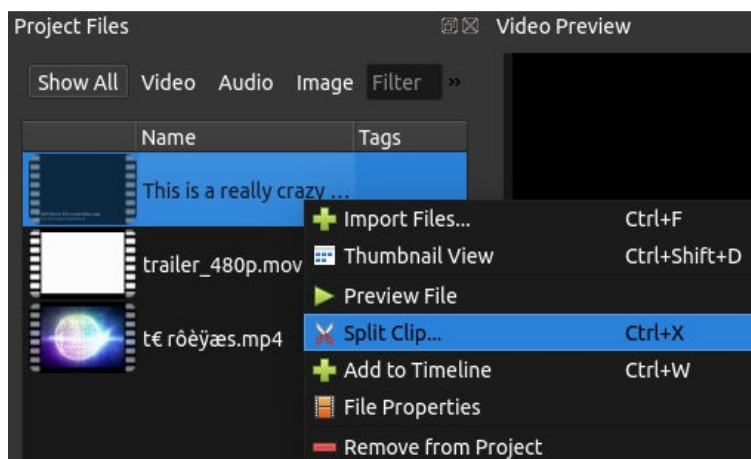 Project Files
Video Preview
Show All Video Audio Image Filter »
Name Tags
This is a really crazy ...
trailer_480p.mov
t€ rôèÿæs.mp4
Import Files... Ctrl+F
Thumbnail View Ctrl+Shift+D
Preview File
Split Clip... Ctrl+X
Add to Timeline Ctrl+W
File Properties
Remove from Project